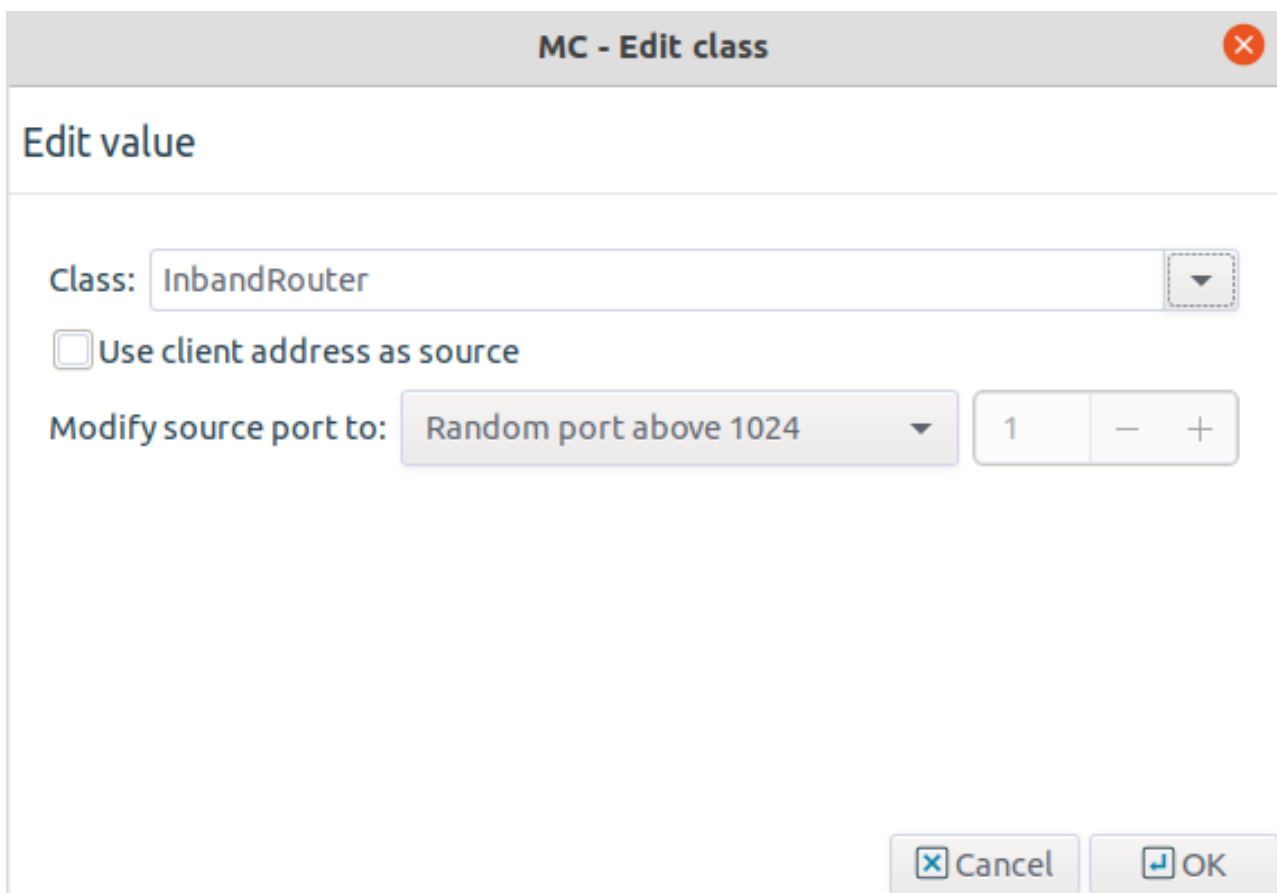 MC - Edit class
Edit value
Class: InbandRouter
Use client address as source
Modify source port to: Random port above 1024 1 − +
Cancel OK